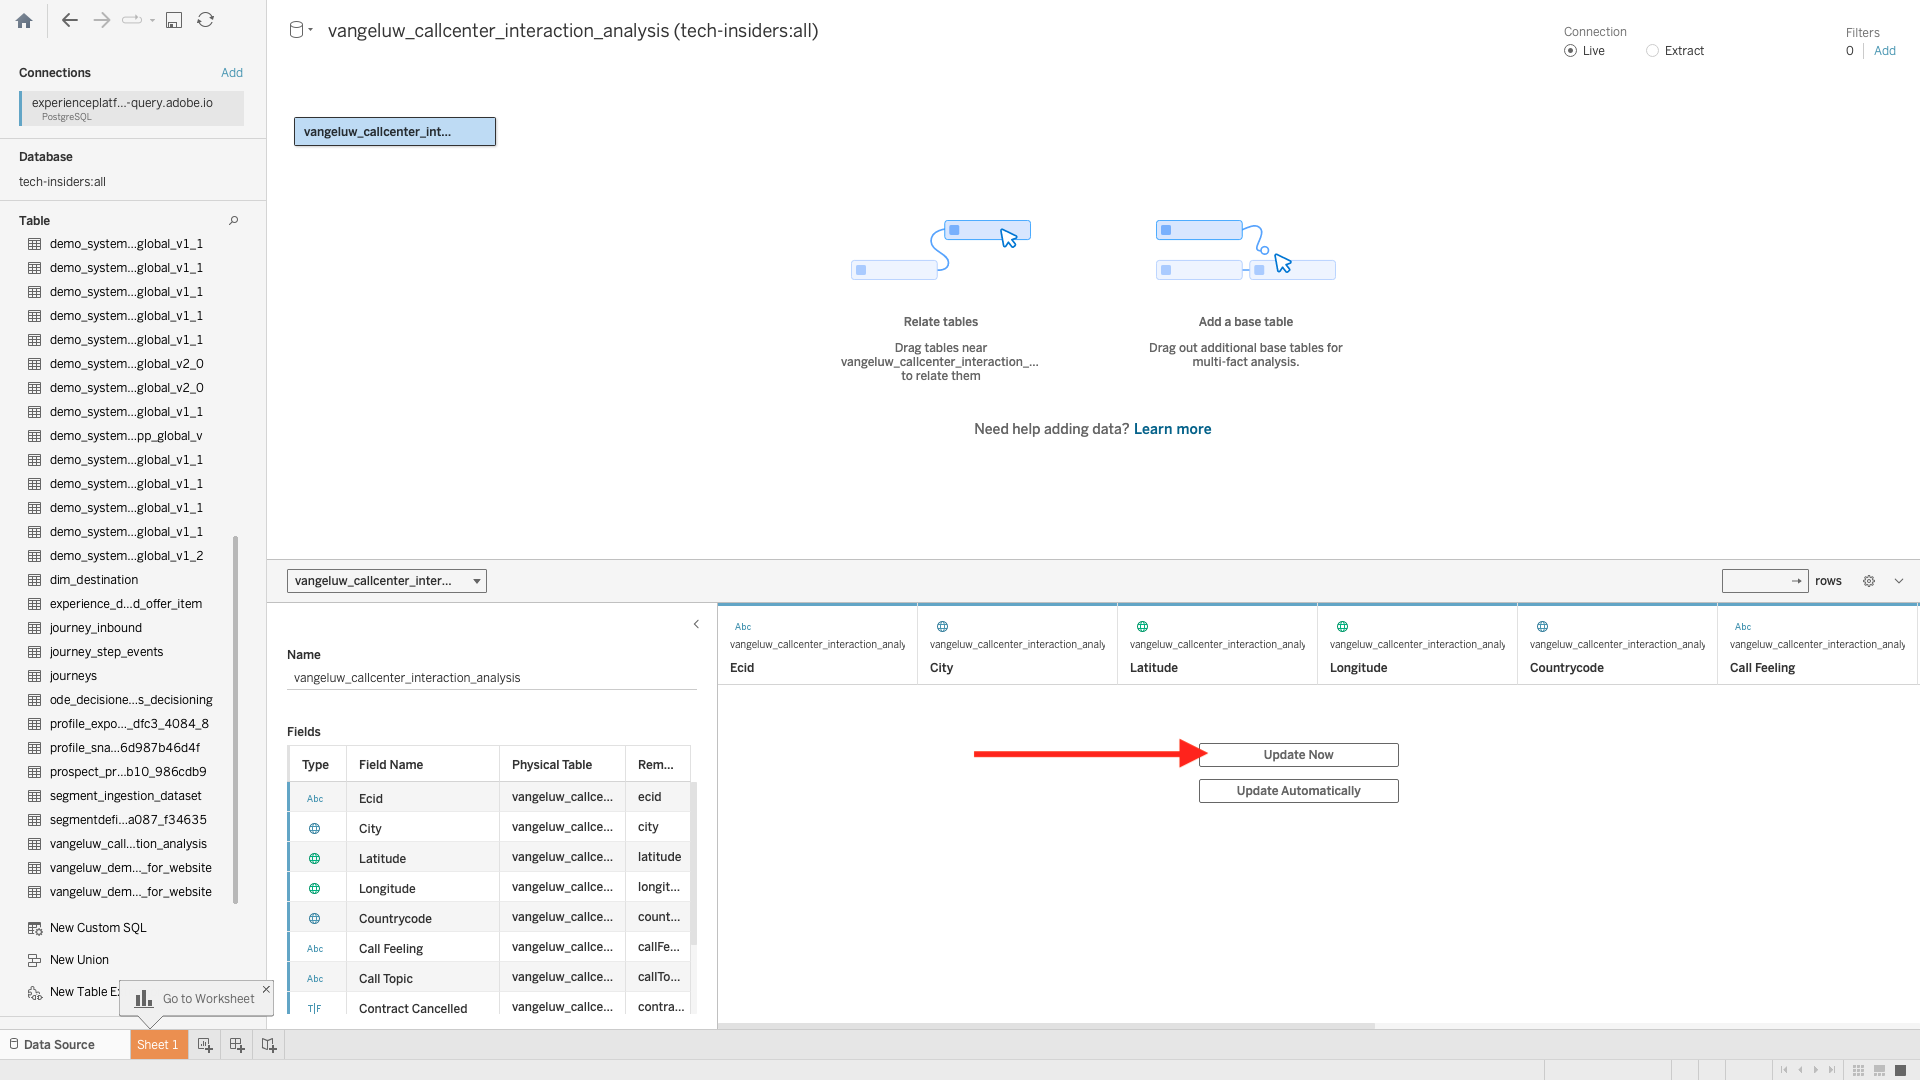 vangeluw_callcenter_interaction_analysis (tech-insiders:all)
Connection
Live
Extract
Filters
0
Add
Connections
Add
experienceplatf...-query.adobe.io
PostgreSQL
Database
tech-insiders:all
Table
demo_system...global_v1_1
demo_system...global_v1_1
demo_system...global_v1_1
demo_system...global_v1_1
demo_system...global_v1_1
demo_system...global_v2_0
demo_system...global_v2_0
demo_system...global_v1_1
demo_system...pp_global_v
demo_system...global_v1_1
demo_system...global_v1_1
demo_system...global_v1_1
demo_system...global_v1_1
demo_system...global_v1_2
dim_destination
experience_d...d_offer_item
journey_inbound
journey_step_events
journeys
ode_decisione...s_decisioning
profile_expo..._dfc3_4084_8
profile_sna...6d987b46d4f
prospect_pr...b10_986cdb9
segment_ingestion_dataset
segmentdefi...a087_f34635
vangeluw_call...tion_analysis
vangeluw_dem..._for_website
vangeluw_dem..._for_website
New Custom SQL
New Union
New Table Ex
Go to Worksheet
vangeluw_callcenter_int...
Relate tables
Drag tables near
vangeluw_callcenter_interaction_...
to relate them
Add a base table
Drag out additional base tables for
multi-fact analysis.
Need help adding data? Learn more
vangeluw_callcenter_inter...
rows
Name
vangeluw_callcenter_interaction_analysis
Fields
Type Field Name Physical Table Rem...
Abc Ecid vangeluw_callce... ecid
City vangeluw_callce... city
Latitude vangeluw_callce... latitude
Longitude vangeluw_callce... longit...
Countrycode vangeluw_callce... count...
Abc Call Feeling vangeluw_callce... callFe...
Abc Call Topic vangeluw_callce... callTo...
T|F Contract Cancelled vangeluw_callce... contra...
Abc
vangeluw_callcenter_interaction_analy
Ecid
vangeluw_callcenter_interaction_analy
City
vangeluw_callcenter_interaction_analy
Latitude
vangeluw_callcenter_interaction_analy
Longitude
vangeluw_callcenter_interaction_analy
Countrycode
Abc
vangeluw_callcenter_interaction_analy
Call Feeling
Update Now
Update Automatically
Data Source
Sheet 1